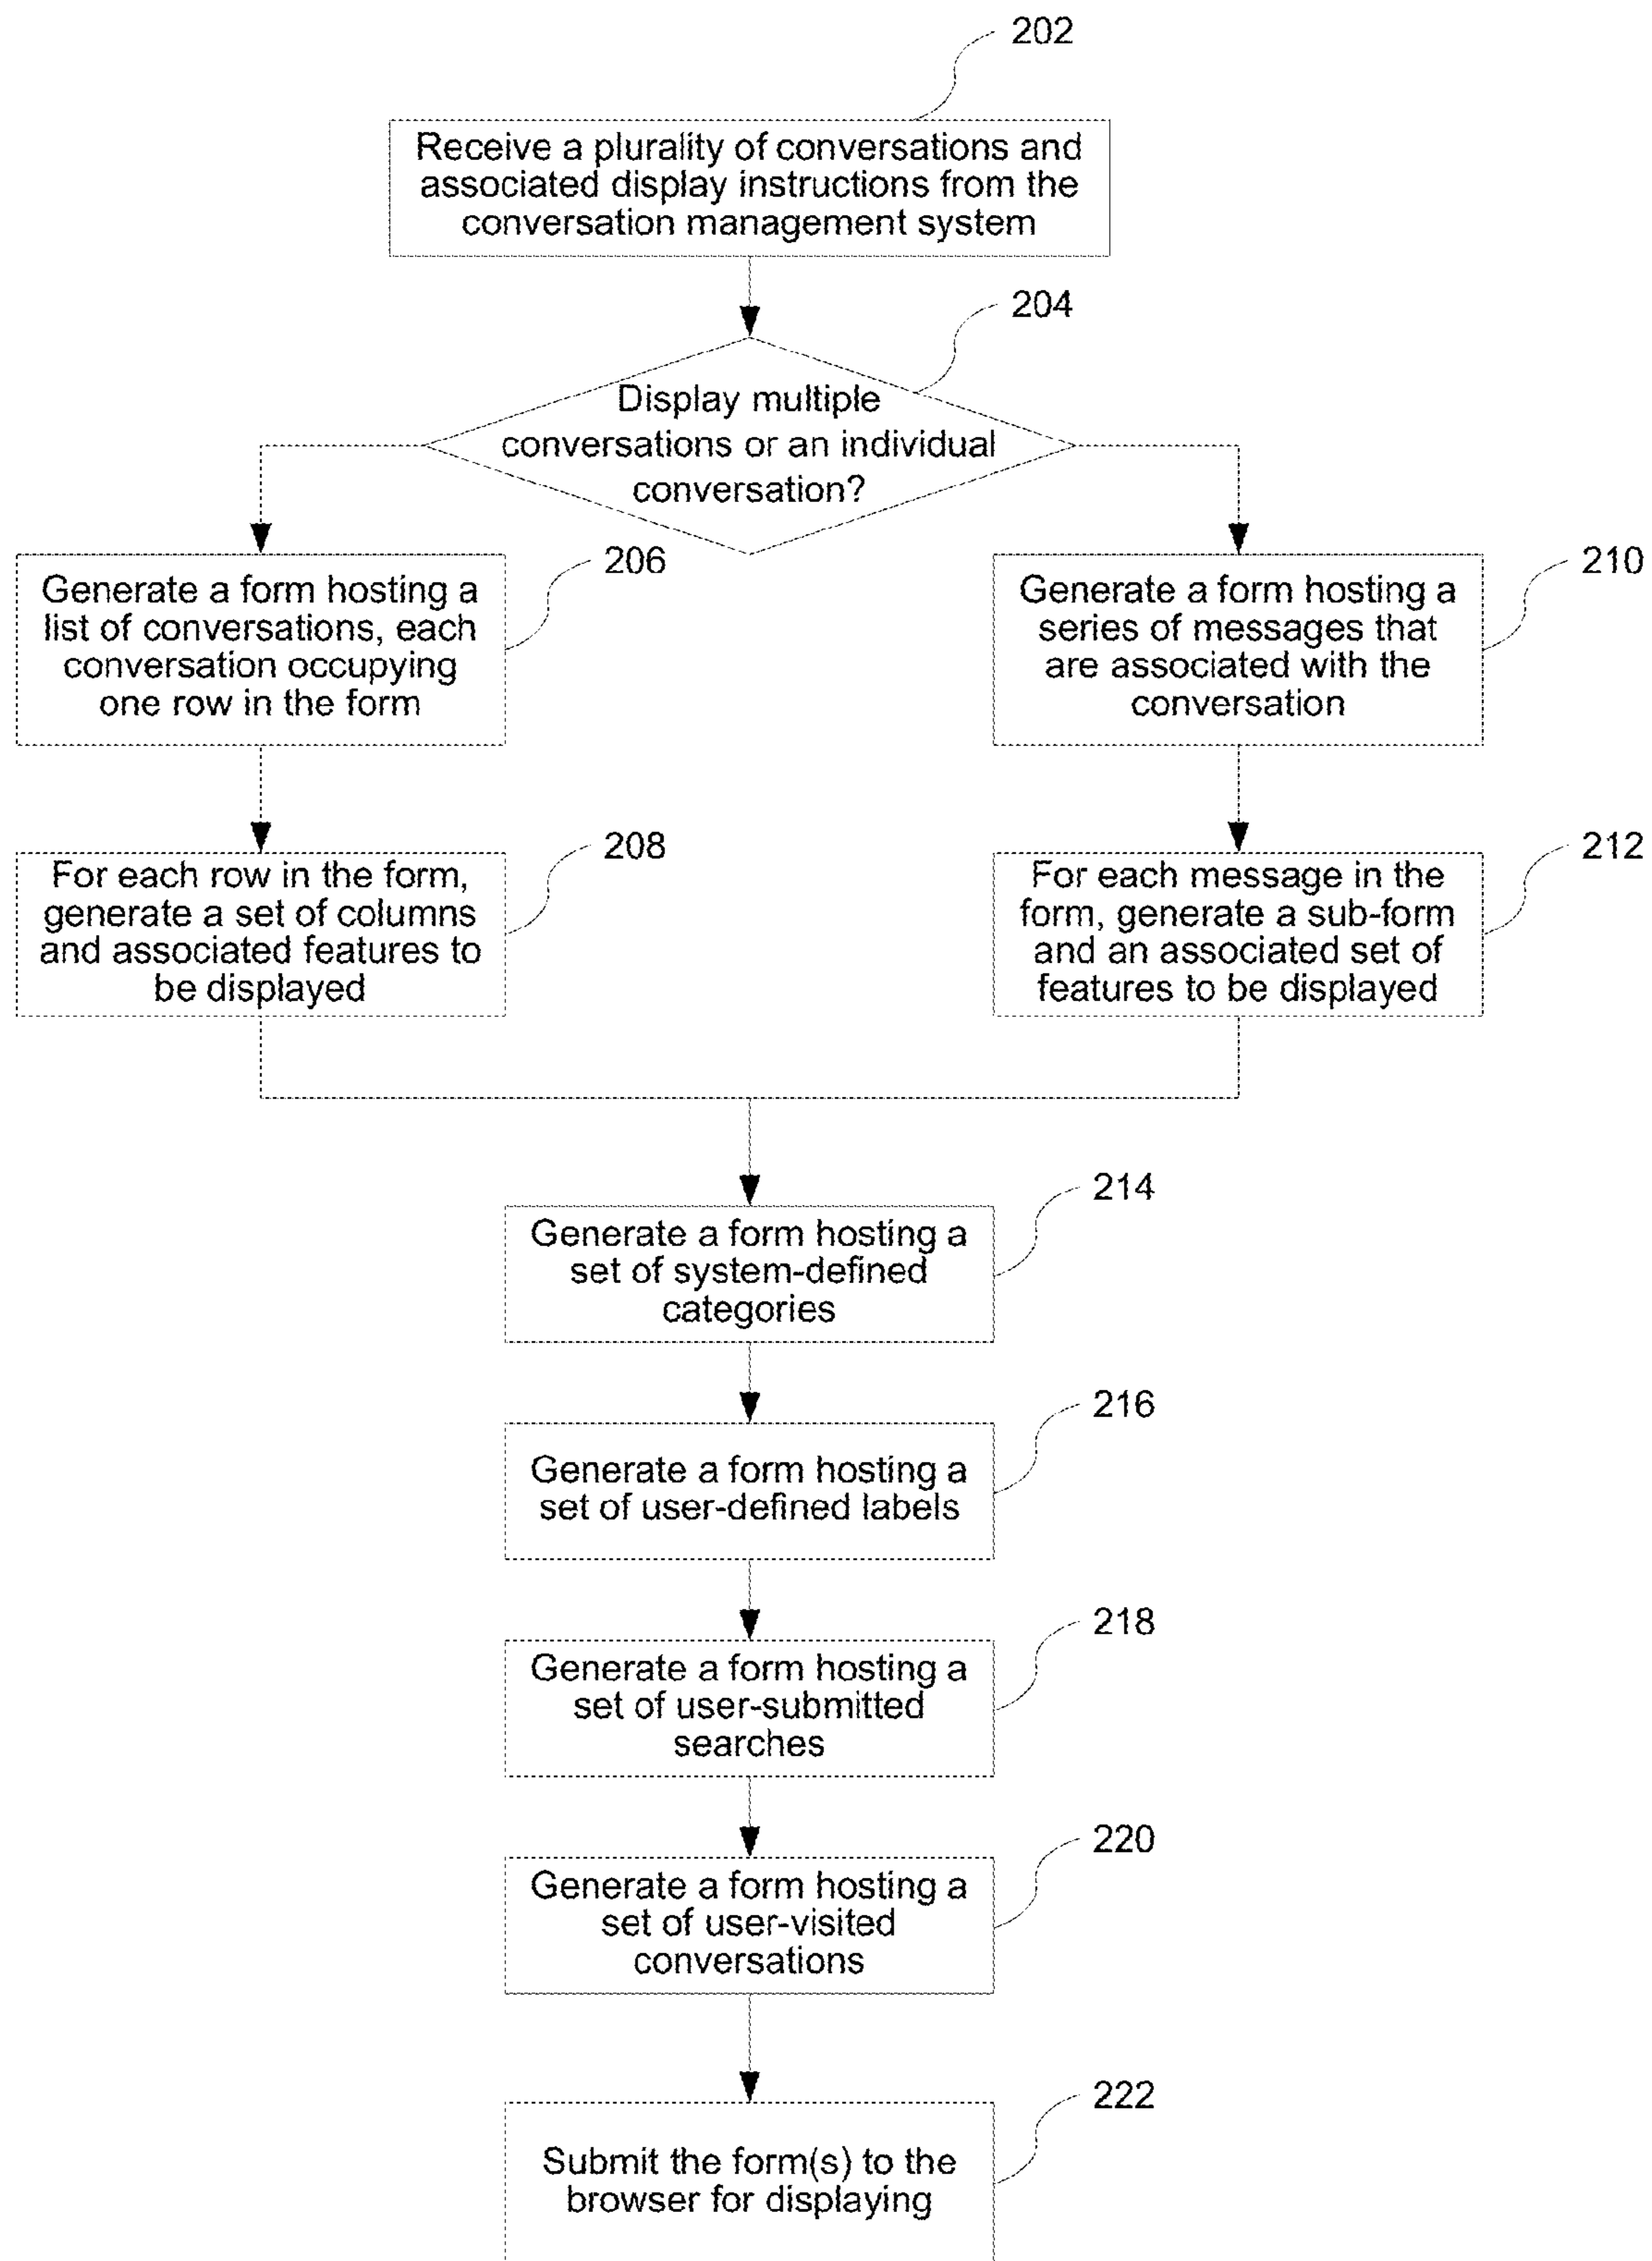 202
Receive a plurality of conversations and
associated display instructions from the
conversation management system
204
Display multiple
conversations or an individual
conversation?
206
Generate a form hosting a
list of conversations, each
conversation occupying
one row in the form
210
Generate a form hosting a
series of messages that
are associated with the
conversation
208
For each row in the form,
generate a set of columns
and associated features to
be displayed
212
For each message in the
form, generate a sub-form
and an associated set of
features to be displayed
214
Generate a form hosting a
set of system-defined
categories
216
Generate a form hosting a
set of user-defined labels
218
Generate a form hosting a
set of user-submitted
searches
220
Generate a form hosting a
set of user-visited
conversations
222
Submit the form(s) to the
browser for displaying